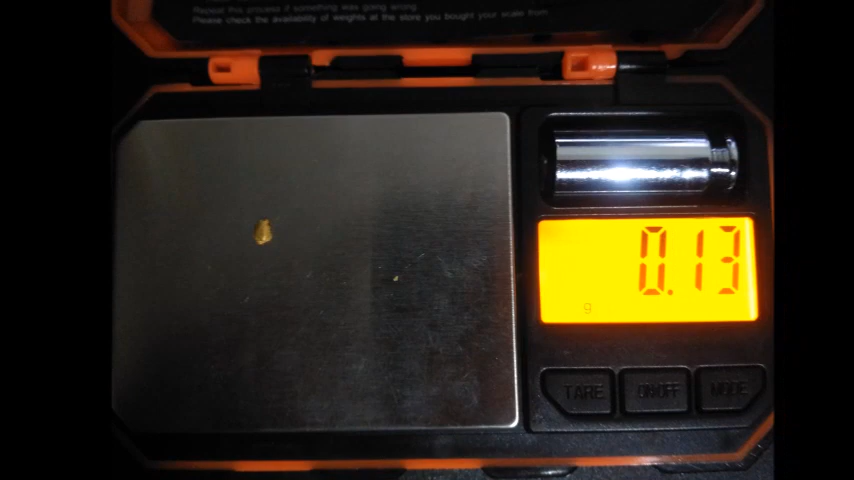 Repeat this process if something was going wrong
Please check the availability of weights at the store you bought your scale from
0.13
g
TARE
ON/OFF
MODE